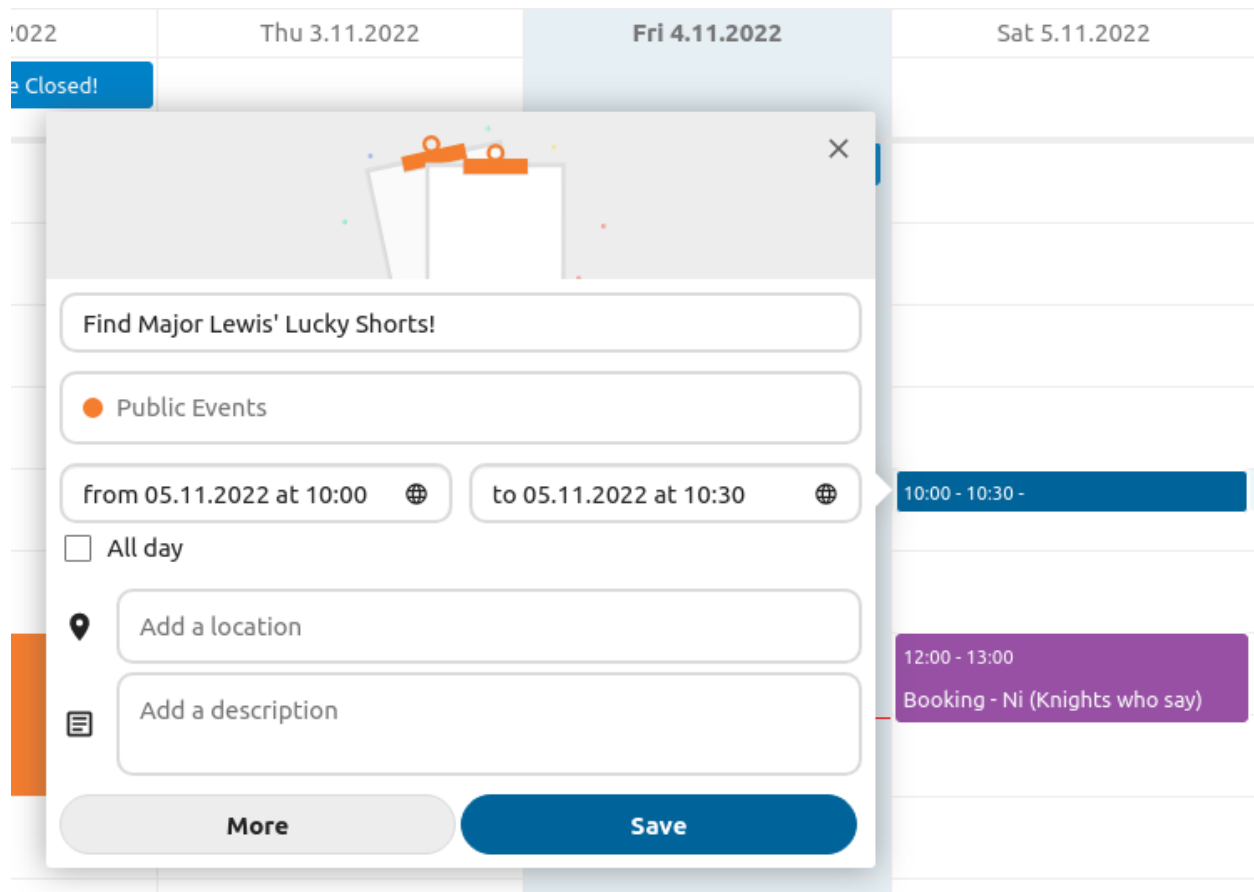 :022
Thu 3.11.2022
Fri 4.11.2022
Sat 5.11.2022
e Closed!
Find Major Lewis' Lucky Shorts!
Public Events
from 05.11.2022 at 10:00
to 05.11.2022 at 10:30
10:00 - 10:30 -
All day
Add a location
12:00 - 13:00
Booking - Ni (Knights who say)
Add a description
More
Save